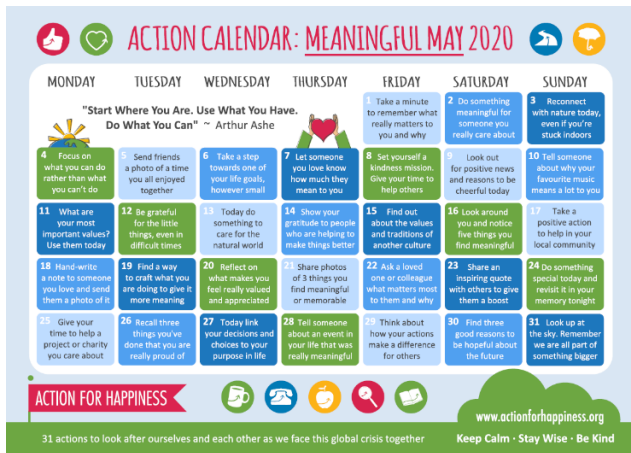 ACTION CALENDAR: MEANINGFUL MAY 2020
MONDAY TUESDAY WEDNESDAY THURSDAY FRIDAY SATURDAY SUNDAY
"Start Where You Are. Use What You Have.
Do What You Can" ~ Arthur Ashe
1 Take a minute
to remember what
really matters to
you and why
2 Do something
meaningful for
someone you
really care about
3 Reconnect
with nature today,
even if you're
stuck indoors
4 Focus on
what you can do
rather than what
you can't do
5 Send friends
a photo of a time
you all enjoyed
together
6 Take a step
towards one of
your life goals,
however small
7 Let someone
you love know
how much they
mean to you
8 Set yourself a
kindness mission.
Give your time to
help others
9 Look out
for positive news
and reasons to be
cheerful today
10 Tell someone
about why your
favourite music
means a lot to you
11 What are
your most
important values?
Use them today
12 Be grateful
for the little
things, even in
difficult times
13 Today do
something to
care for the
natural world
14 Show your
gratitude to people
who are helping to
make things better
15 Find out
about the values
and traditions of
another culture
16 Look around
you and notice
five things you
find meaningful
17 Take a
positive action
to help in your
local community
18 Hand-write
a note to someone
you love and send
them a photo of it
19 Find a way
to craft what you
are doing to give it
more meaning
20 Reflect on
what makes you
feel really valued
and appreciated
21 Share photos
of 3 things you
find meaningful
or memorable
22 Ask a loved
one or colleague
what matters most
to them and why
23 Share an
inspiring quote
with others to give
them a boost
24 Do something
special today and
revisit it in your
memory tonight
25 Give your
time to help a
project or charity
you care about
26 Recall three
things you've
done that you are
really proud of
27 Today link
your decisions and
choices to your
purpose in life
28 Tell someone
about an event in
your life that was
really meaningful
29 Think about
how your actions
make a difference
for others
30 Find three
good reasons to
be hopeful about
the future
31 Look up at
the sky. Remember
we are all part of
something bigger
ACTION FOR HAPPINESS
www.actionforhappiness.org
31 actions to look after ourselves and each other as we face this global crisis together
Keep Calm · Stay Wise · Be Kind